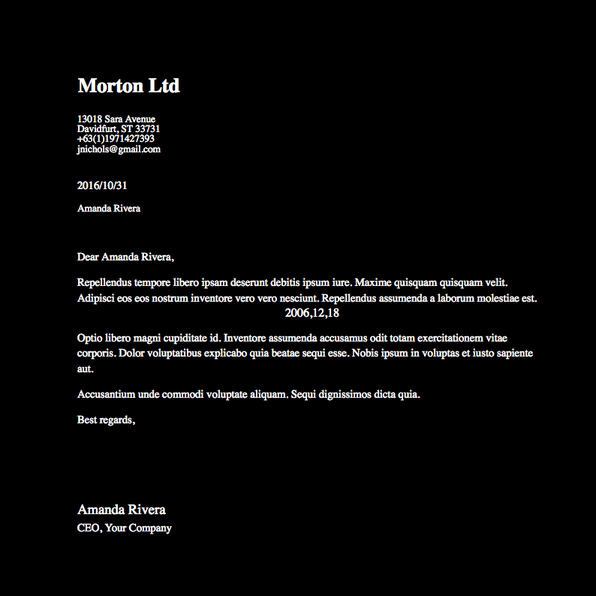 Morton Ltd
13018 Sara Avenue
Davidfurt, ST 33731
+63(1)1971427393
jnichols@gmail.com
2016/10/31
Amanda Rivera
Dear Amanda Rivera,
Repellendus tempore libero ipsam deserunt debitis ipsum iure. Maxime quisquam quisquam velit.
Adipisci eos eos nostrum inventore vero vero nesciunt. Repellendus assumenda a laborum molestiae est.
2006,12,18
Optio libero magni cupiditate id. Inventore assumenda accusamus odit totam exercitationem vitae
corporis. Dolor voluptatibus explicabo quia beatae sequi esse. Nobis ipsum in voluptas et iusto sapiente
aut.
Accusantium unde commodi voluptate aliquam. Sequi dignissimos dicta quia.
Best regards,
Amanda Rivera
CEO, Your Company